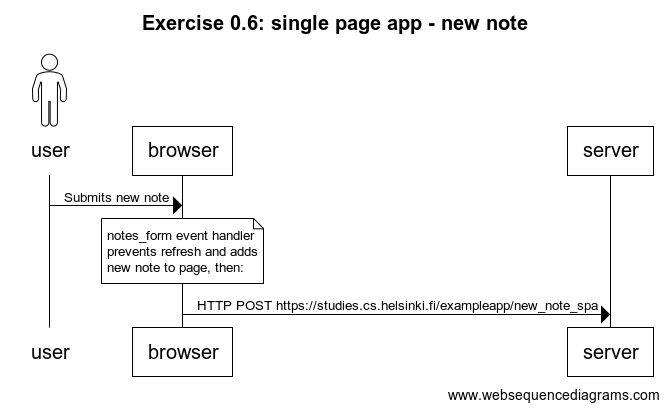 Exercise 0.6: single page app - new note
user
browser
server
Submits new note
notes_form event handler
prevents refresh and adds
new note to page, then:
HTTP POST https://studies.cs.helsinki.fi/exampleapp/new_note_spa
user
browser
server
www.websequencediagrams.com